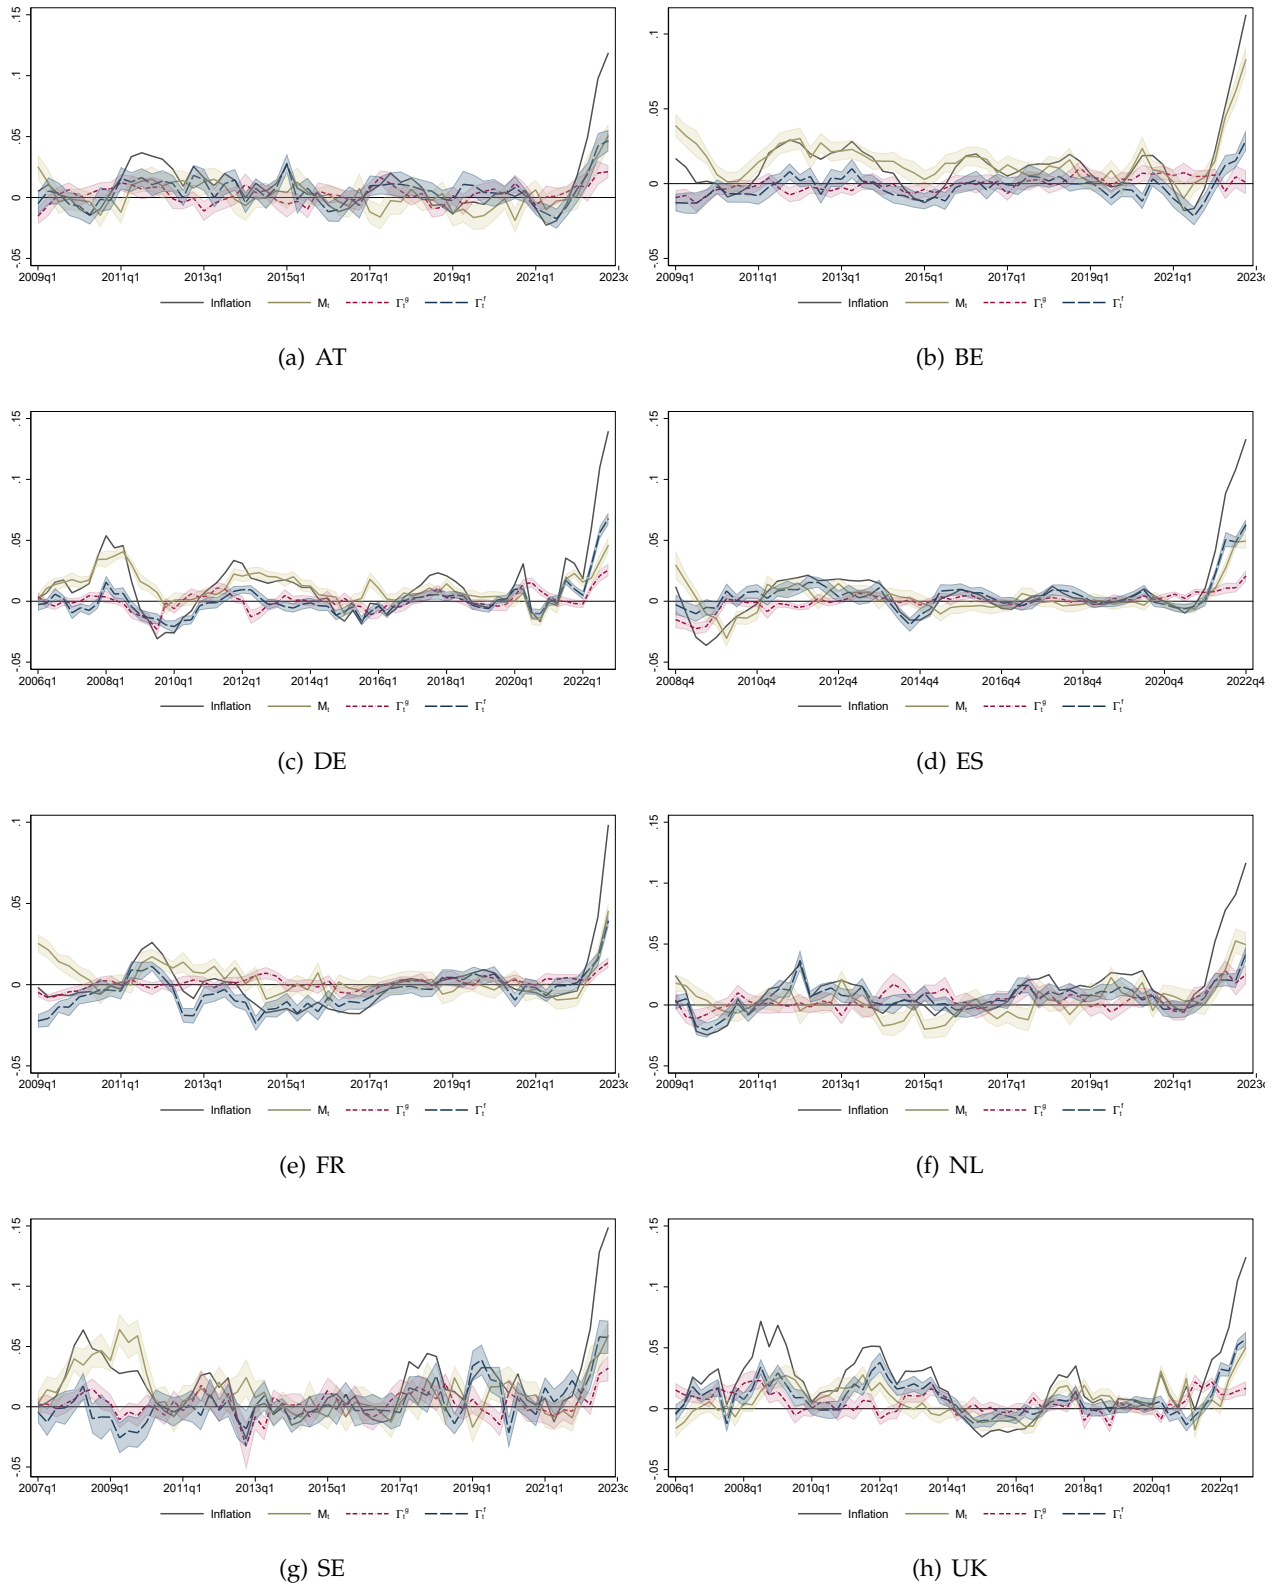 .15
.1
.05
0
-.05
2009q1 2011q1 2013q1 2015q1 2017q1 2019q1 2021q1 2023q
Inflation Mₜ Γₜᵍ Γₜᶠ
(a) AT
.1
.05
0
-.05
2009q1 2011q1 2013q1 2015q1 2017q1 2019q1 2021q1 2023q
Inflation Mₜ Γₜᵍ Γₜᶠ
(b) BE
.15
.1
.05
0
-.05
2006q1 2008q1 2010q1 2012q1 2014q1 2016q1 2018q1 2020q1 2022q1
Inflation Mₜ Γₜᵍ Γₜᶠ
(c) DE
.15
.1
.05
0
-.05
2008q4 2010q4 2012q4 2014q4 2016q4 2018q4 2020q4 2022q4
Inflation Mₜ Γₜᵍ Γₜᶠ
(d) ES
.1
.05
0
-.05
2009q1 2011q1 2013q1 2015q1 2017q1 2019q1 2021q1 2023q
Inflation Mₜ Γₜᵍ Γₜᶠ
(e) FR
.15
.1
.05
0
-.05
2009q1 2011q1 2013q1 2015q1 2017q1 2019q1 2021q1 2023q
Inflation Mₜ Γₜᵍ Γₜᶠ
(f) NL
.15
.1
.05
0
-.05
2007q1 2009q1 2011q1 2013q1 2015q1 2017q1 2019q1 2021q1 2023q
Inflation Mₜ Γₜᵍ Γₜᶠ
(g) SE
.15
.1
.05
0
-.05
2006q1 2008q1 2010q1 2012q1 2014q1 2016q1 2018q1 2020q1 2022q1
Inflation Mₜ Γₜᵍ Γₜᶠ
(h) UK